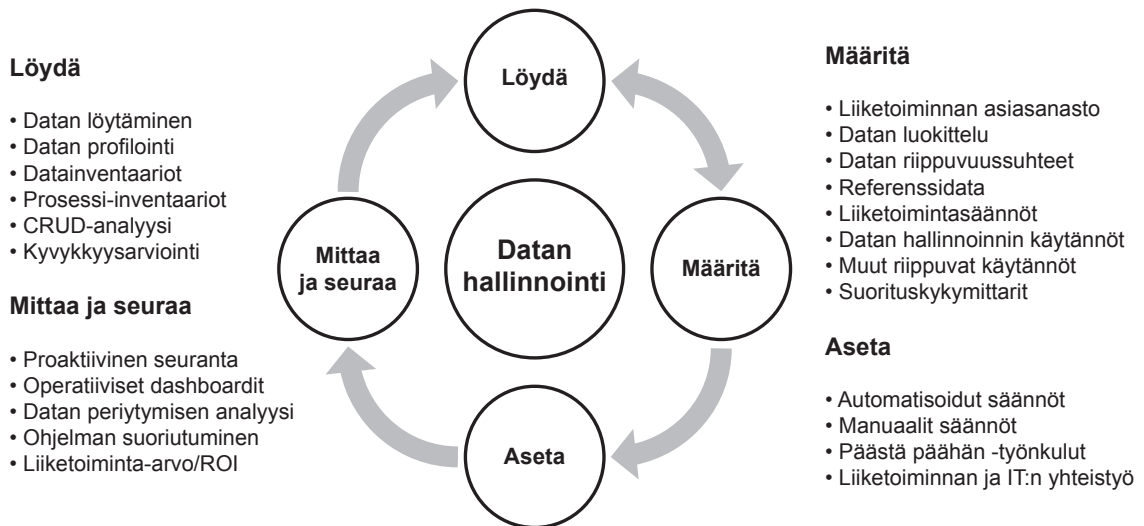 Löydä
• Datan löytäminen
• Datan profilointi
• Datainventaariot
• Prosessi-inventaariot
• CRUD-analyysi
• Kyvykkyysarviointi
Mittaa ja seuraa
• Proaktiivinen seuranta
• Operatiiviset dashboardit
• Datan periytymisen analyysi
• Ohjelman suoriutuminen
• Liiketoiminta-arvo/ROI
Löydä
Mittaa
ja seuraa
Datan
hallinnointi
Määritä
Aseta
Määritä
• Liiketoiminnan asiasanasto
• Datan luokittelu
• Datan riippuvuussuhteet
• Referenssidata
• Liiketoimintasäännöt
• Datan hallinnoinnin käytännöt
• Muut riippuvat käytännöt
• Suorituskykymittarit
Aseta
• Automatisoidut säännöt
• Manuaalit säännöt
• Päästä päähän -työnkulut
• Liiketoiminnan ja IT:n yhteistyö